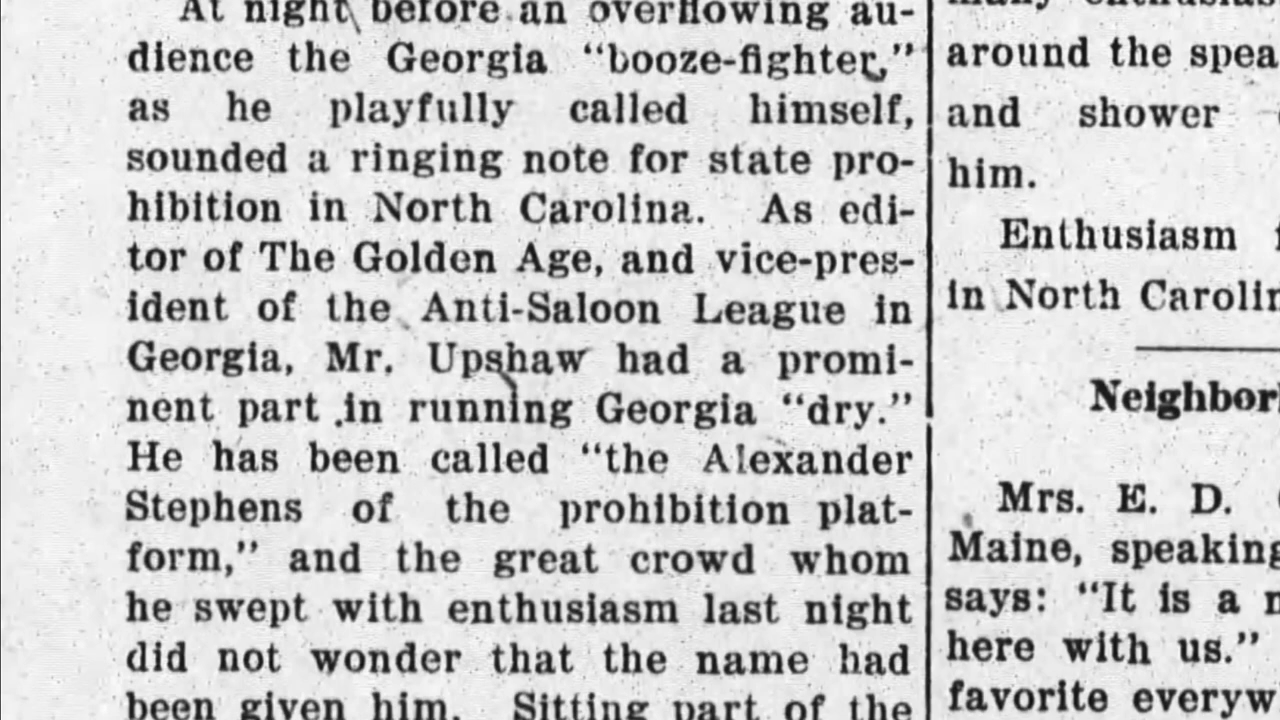 At night before an overflowing au-
dience the Georgia “booze-fighter,”
as he playfully called himself,
sounded a ringing note for state pro-
hibition in North Carolina. As edi-
tor of The Golden Age, and vice-pres-
ident of the Anti-Saloon League in
Georgia, Mr. Upshaw had a promi-
nent part in running Georgia “dry.”
He has been called “the Alexander
Stephens of the prohibition plat-
form,” and the great crowd whom
he swept with enthusiasm last night
did not wonder that the name had
been given him. Sitting part of the
around the
and shower
him.
Enthusiasm
in North
Mrs. E. D.
Maine, speaking
says: “It is a
here with us.”
favorite